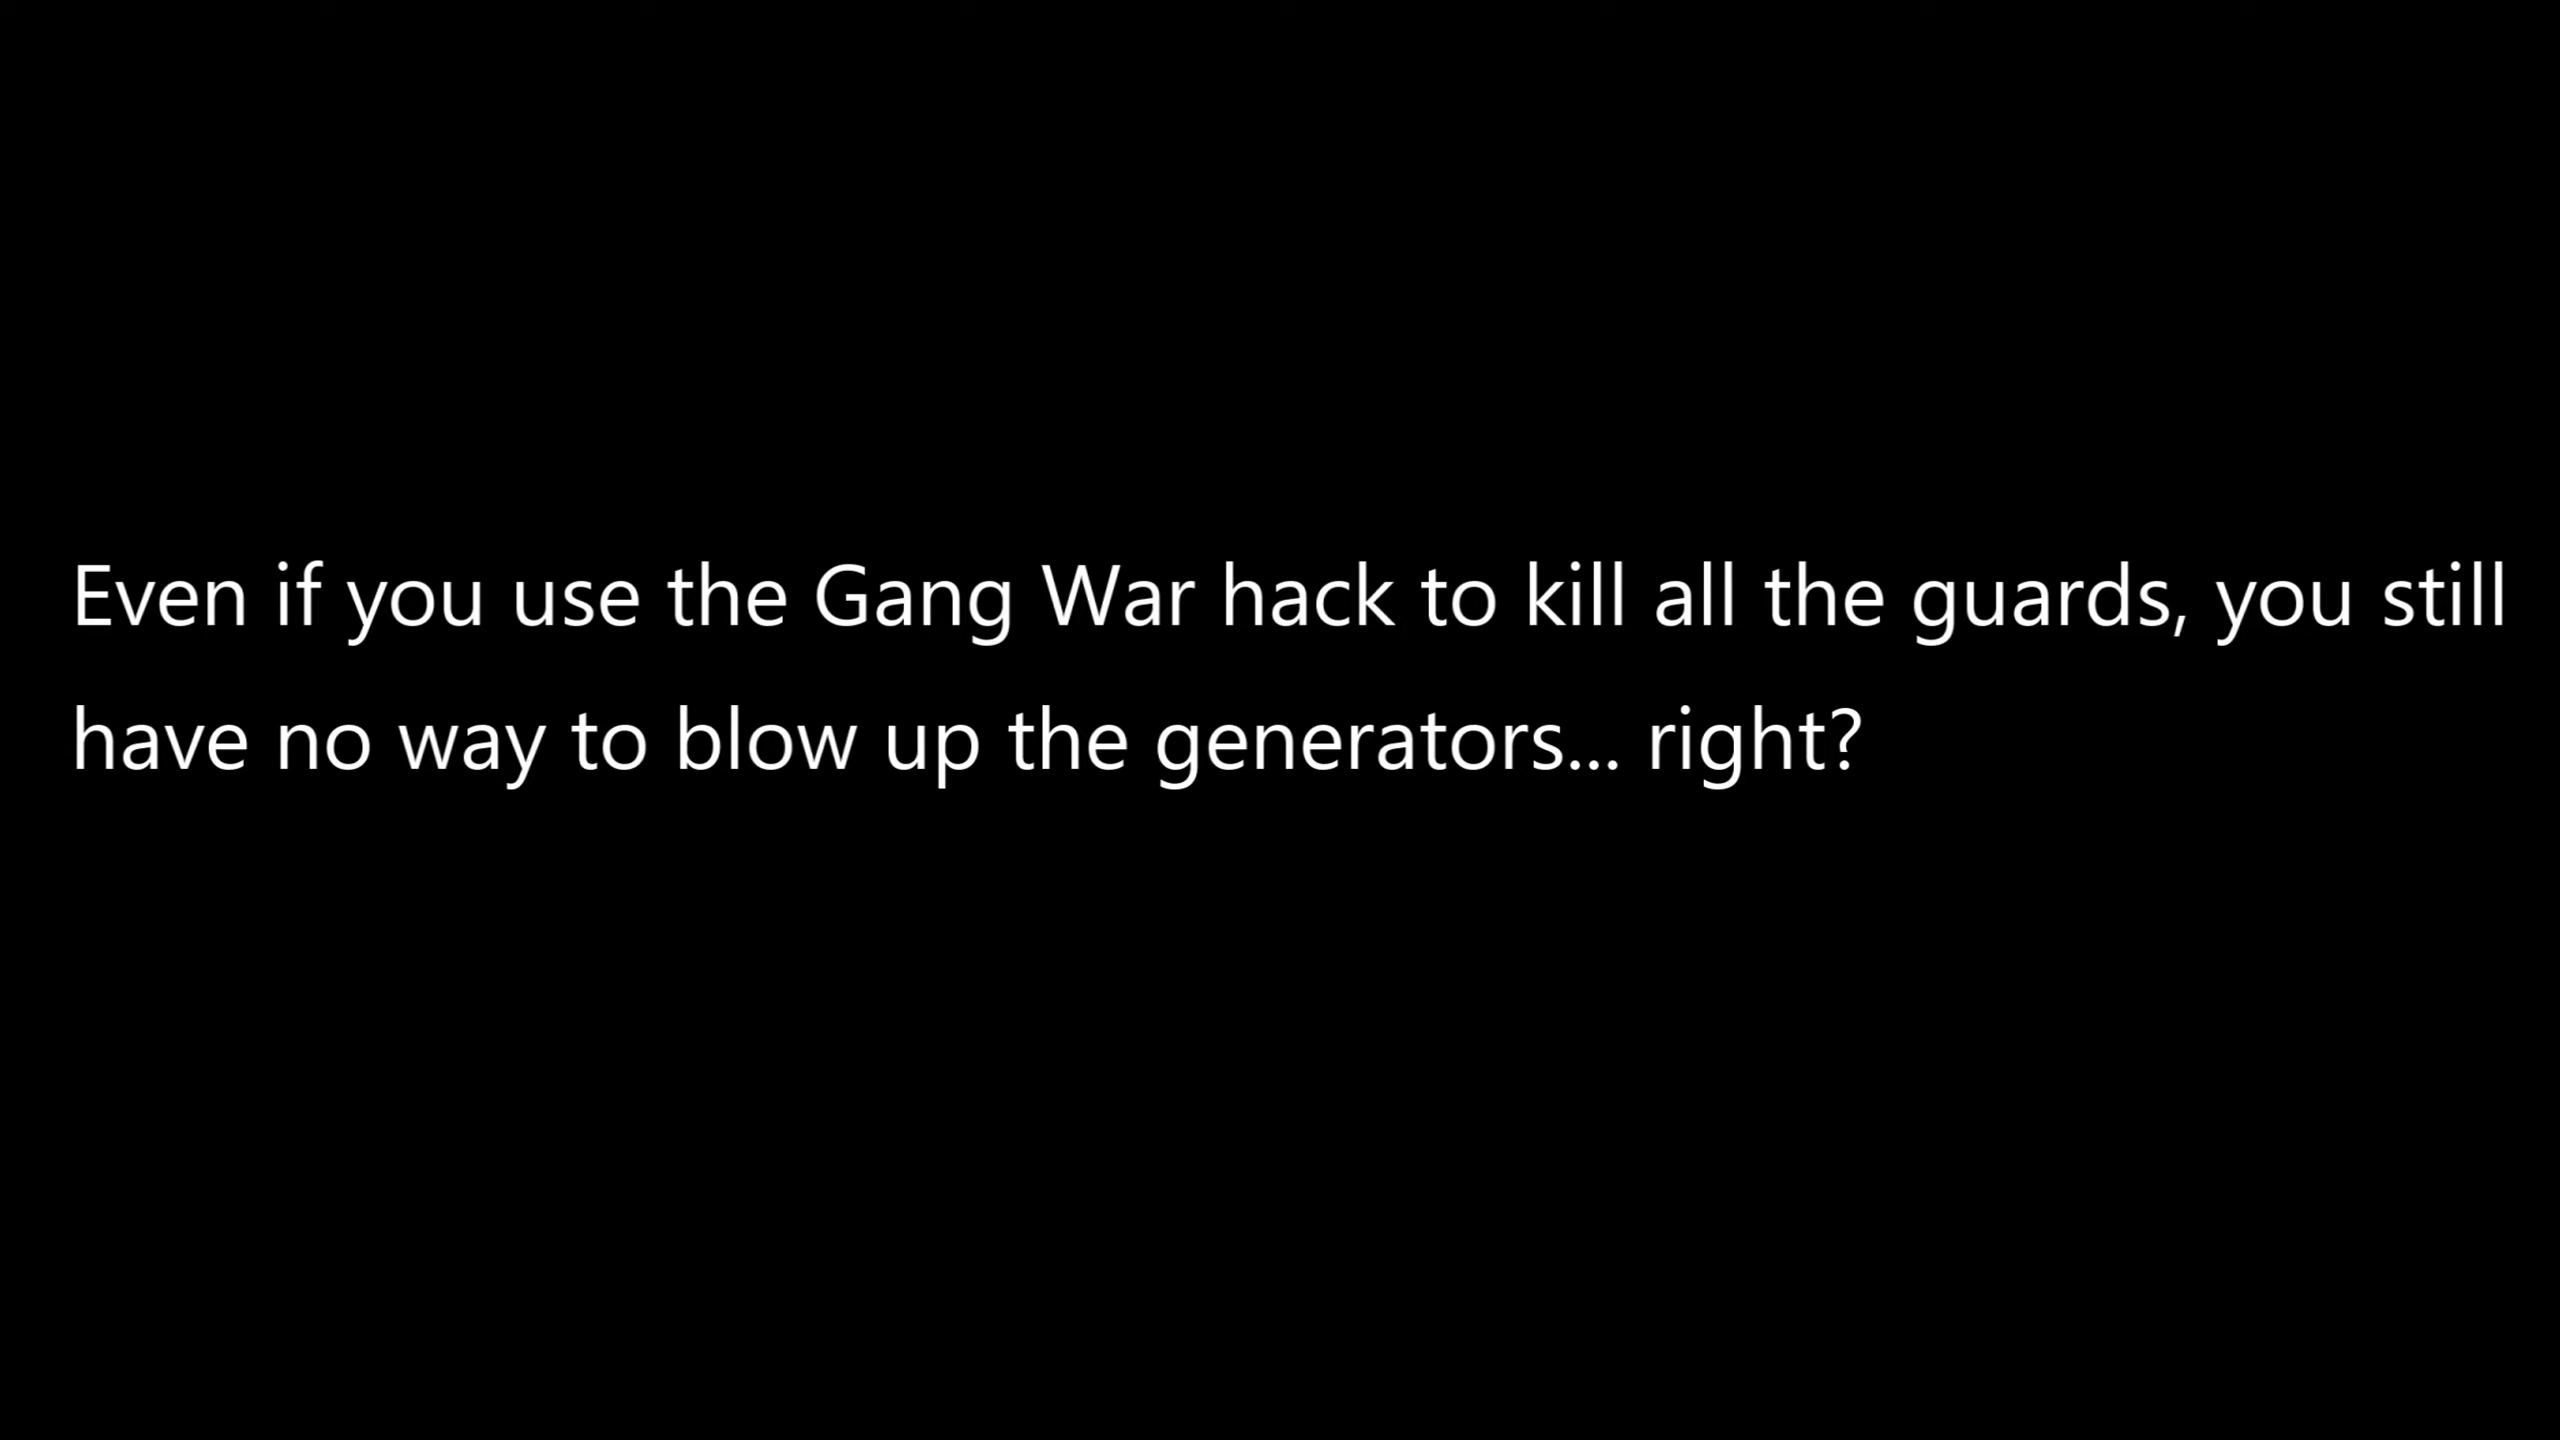 Even if you use the Gang War hack to kill all the guards, you still
have no way to blow up the generators... right?